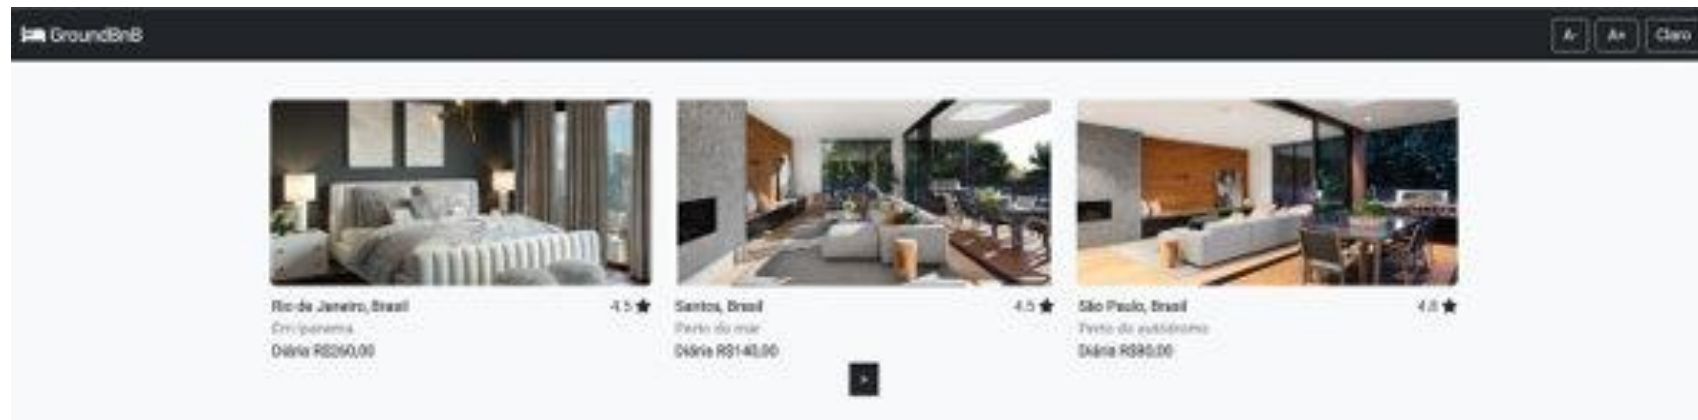 GroundBnB
A- A+ Claro
Rio de Janeiro, Brasil 4.5
Em Ipanema
Diária R$260,00
Santos, Brasil 4.5
Perto do mar
Diária R$140,00
São Paulo, Brasil 4.8
Perto do autódromo
Diária R$80,00
>